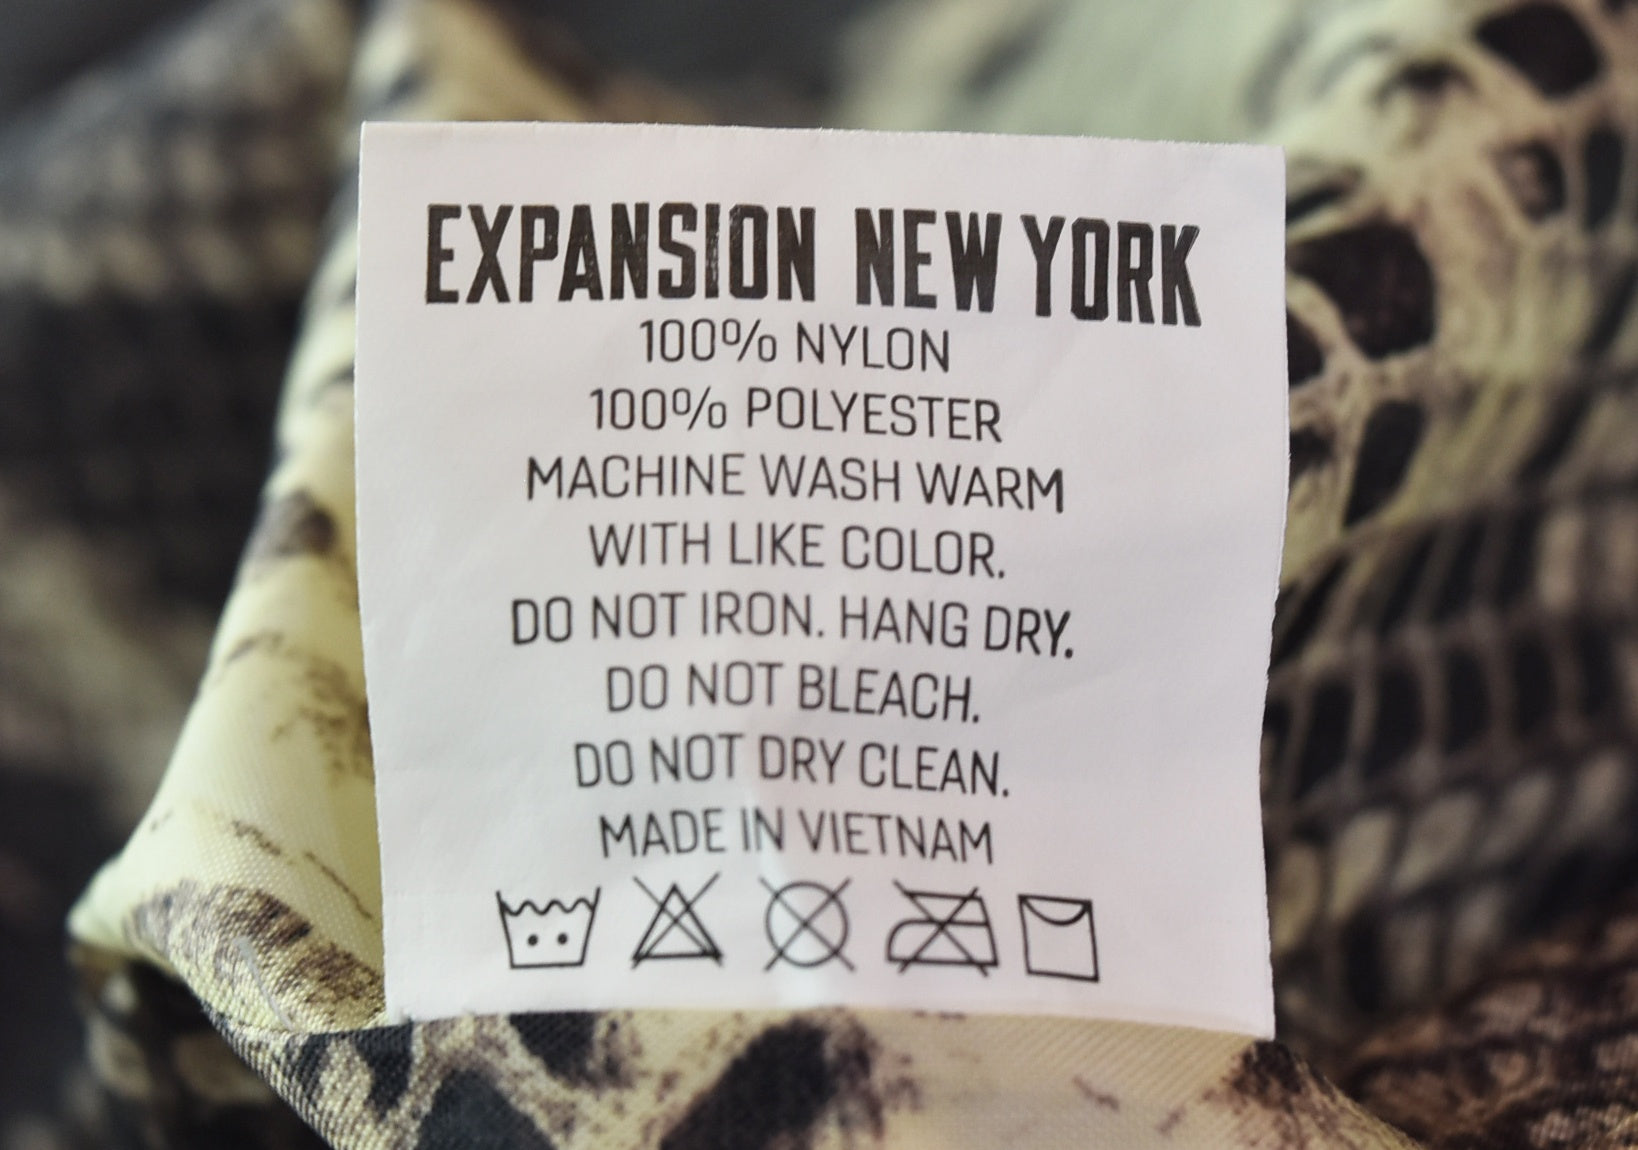 EXPANSION NEW YORK
100% NYLON
100% POLYESTER
MACHINE WASH WARM
WITH LIKE COLOR.
DO NOT IRON. HANG DRY.
DO NOT BLEACH.
DO NOT DRY CLEAN.
MADE IN VIETNAM